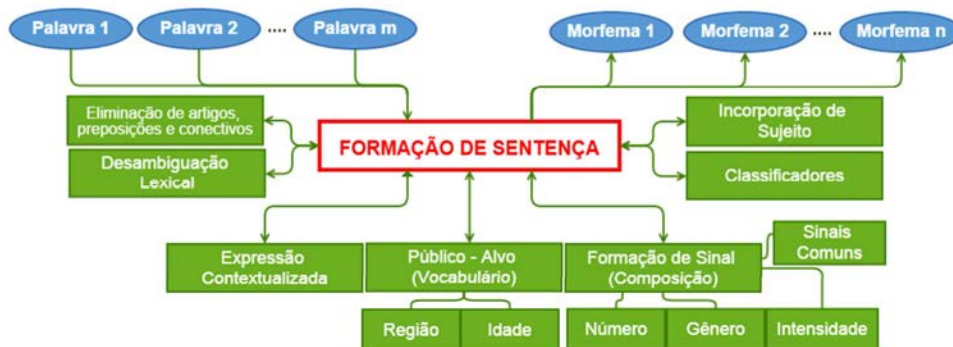 Palavra 1
Palavra 2
....
Palavra m
Morfema 1
Morfema 2
....
Morfema n
Eliminação de artigos,
preposições e conectivos
Desambiguação
Lexical
FORMAÇÃO DE SENTENÇA
Incorporação de
Sujeito
Classificadores
Expressão
Contextualizada
Público - Alvo
(Vocabulário)
Formação de Sinal
(Composição)
Sinais
Comuns
Região
Idade
Número
Gênero
Intensidade